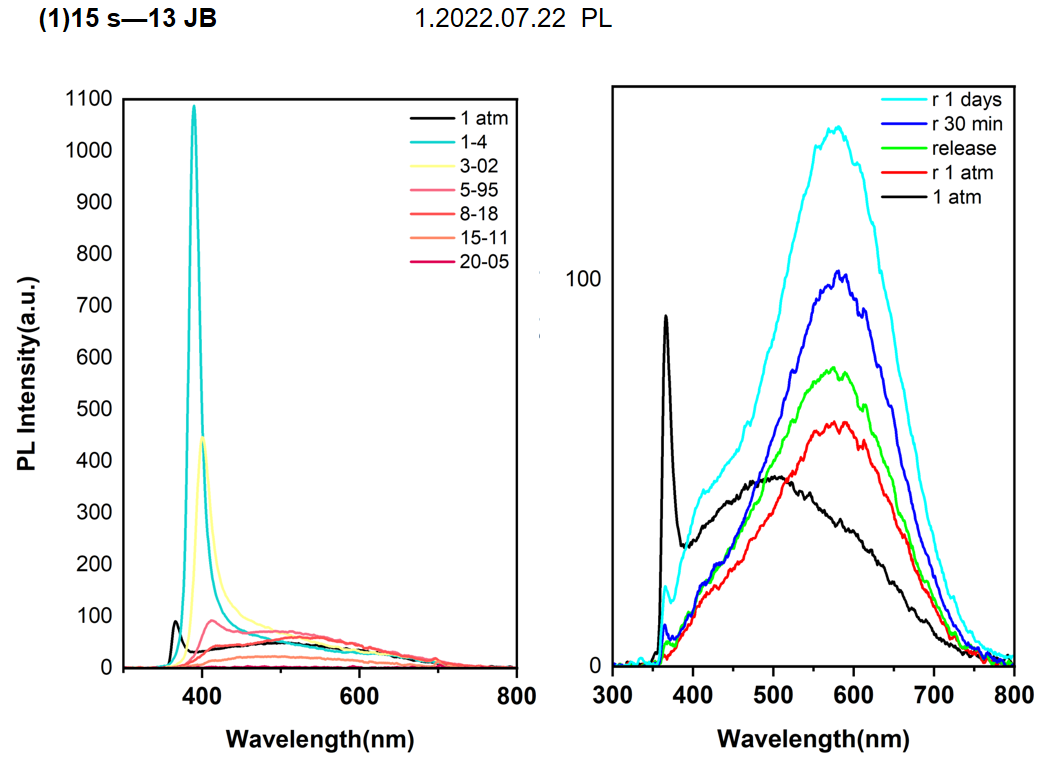 (1)15 s—13 JB
1.2022.07.22 PL
1100
1000
900
800
700
600
500
400
300
200
100
0
PL Intensity(a.u.)
1 atm
1-4
3-02
5-95
8-18
15-11
20-05
400
600
800
Wavelength(nm)
100
0
r 1 days
r 30 min
release
r 1 atm
1 atm
300
400
500
600
700
800
Wavelength(nm)